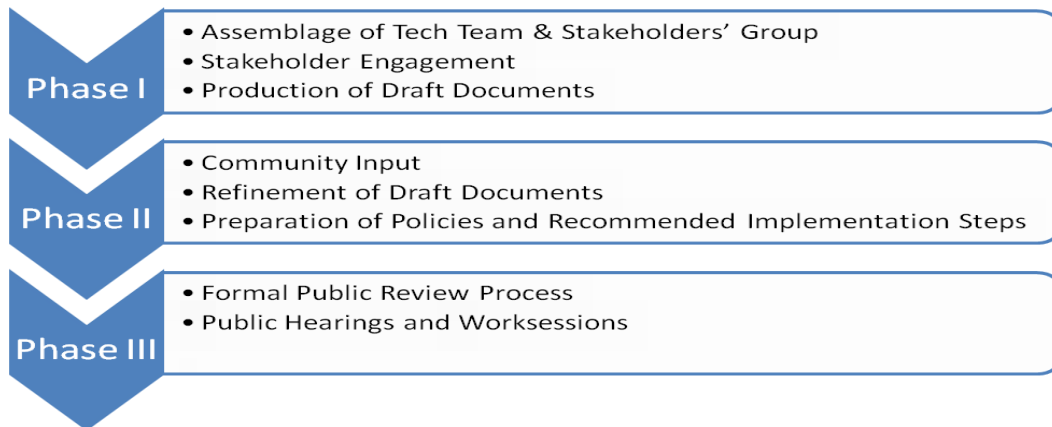 Phase I
• Assemblage of Tech Team & Stakeholders’ Group
• Stakeholder Engagement
• Production of Draft Documents
Phase II
• Community Input
• Refinement of Draft Documents
• Preparation of Policies and Recommended Implementation Steps
Phase III
• Formal Public Review Process
• Public Hearings and Worksessions